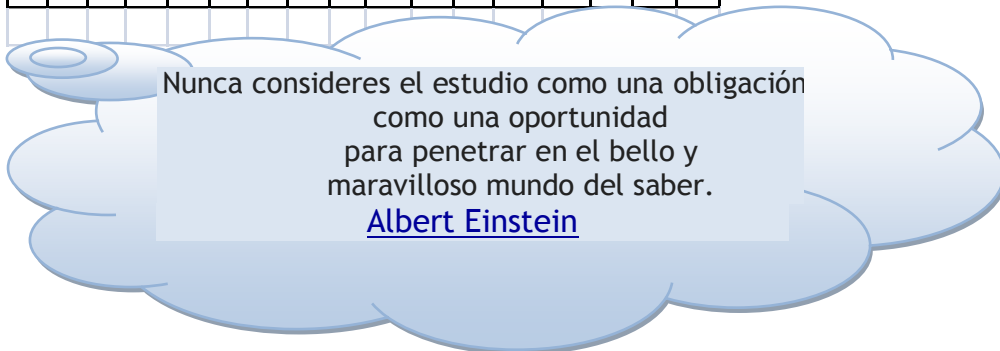 Nunca consideres el estudio como una obligación
como una oportunidad
para penetrar en el bello y
maravilloso mundo del saber.
Albert Einstein